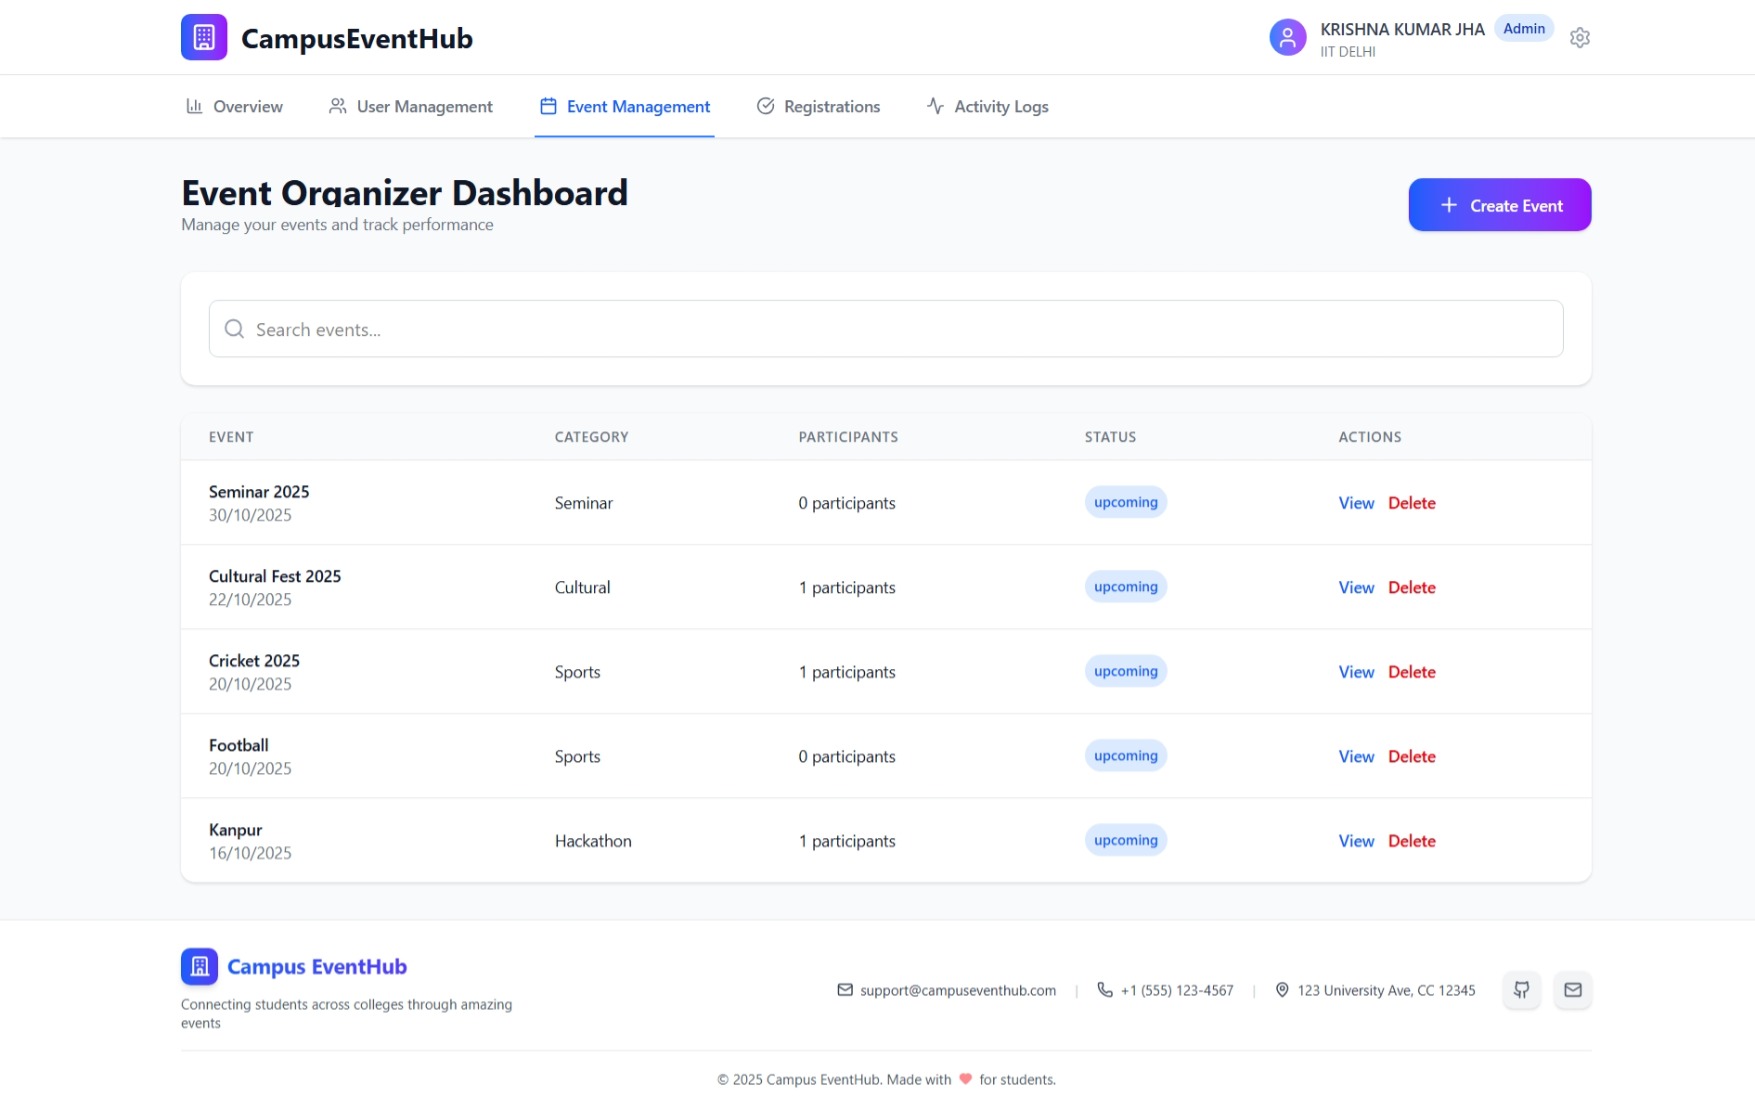 CampusEventHub
KRISHNA KUMAR JHA Admin
IIT DELHI
Overview User Management Event Management Registrations Activity Logs
Event Organizer Dashboard
Manage your events and track performance
Create Event
Search events...
EVENT CATEGORY PARTICIPANTS STATUS ACTIONS
Seminar 2025
30/10/2025
Seminar 0 participants upcoming View Delete
Cultural Fest 2025
22/10/2025
Cultural 1 participants upcoming View Delete
Cricket 2025
20/10/2025
Sports 1 participants upcoming View Delete
Football
20/10/2025
Sports 0 participants upcoming View Delete
Kanpur
16/10/2025
Hackathon 1 participants upcoming View Delete
Campus EventHub
Connecting students across colleges through amazing
events
support@campuseventhub.com | +1 (555) 123-4567 | 123 University Ave, CC 12345
© 2025 Campus EventHub. Made with ❤ for students.